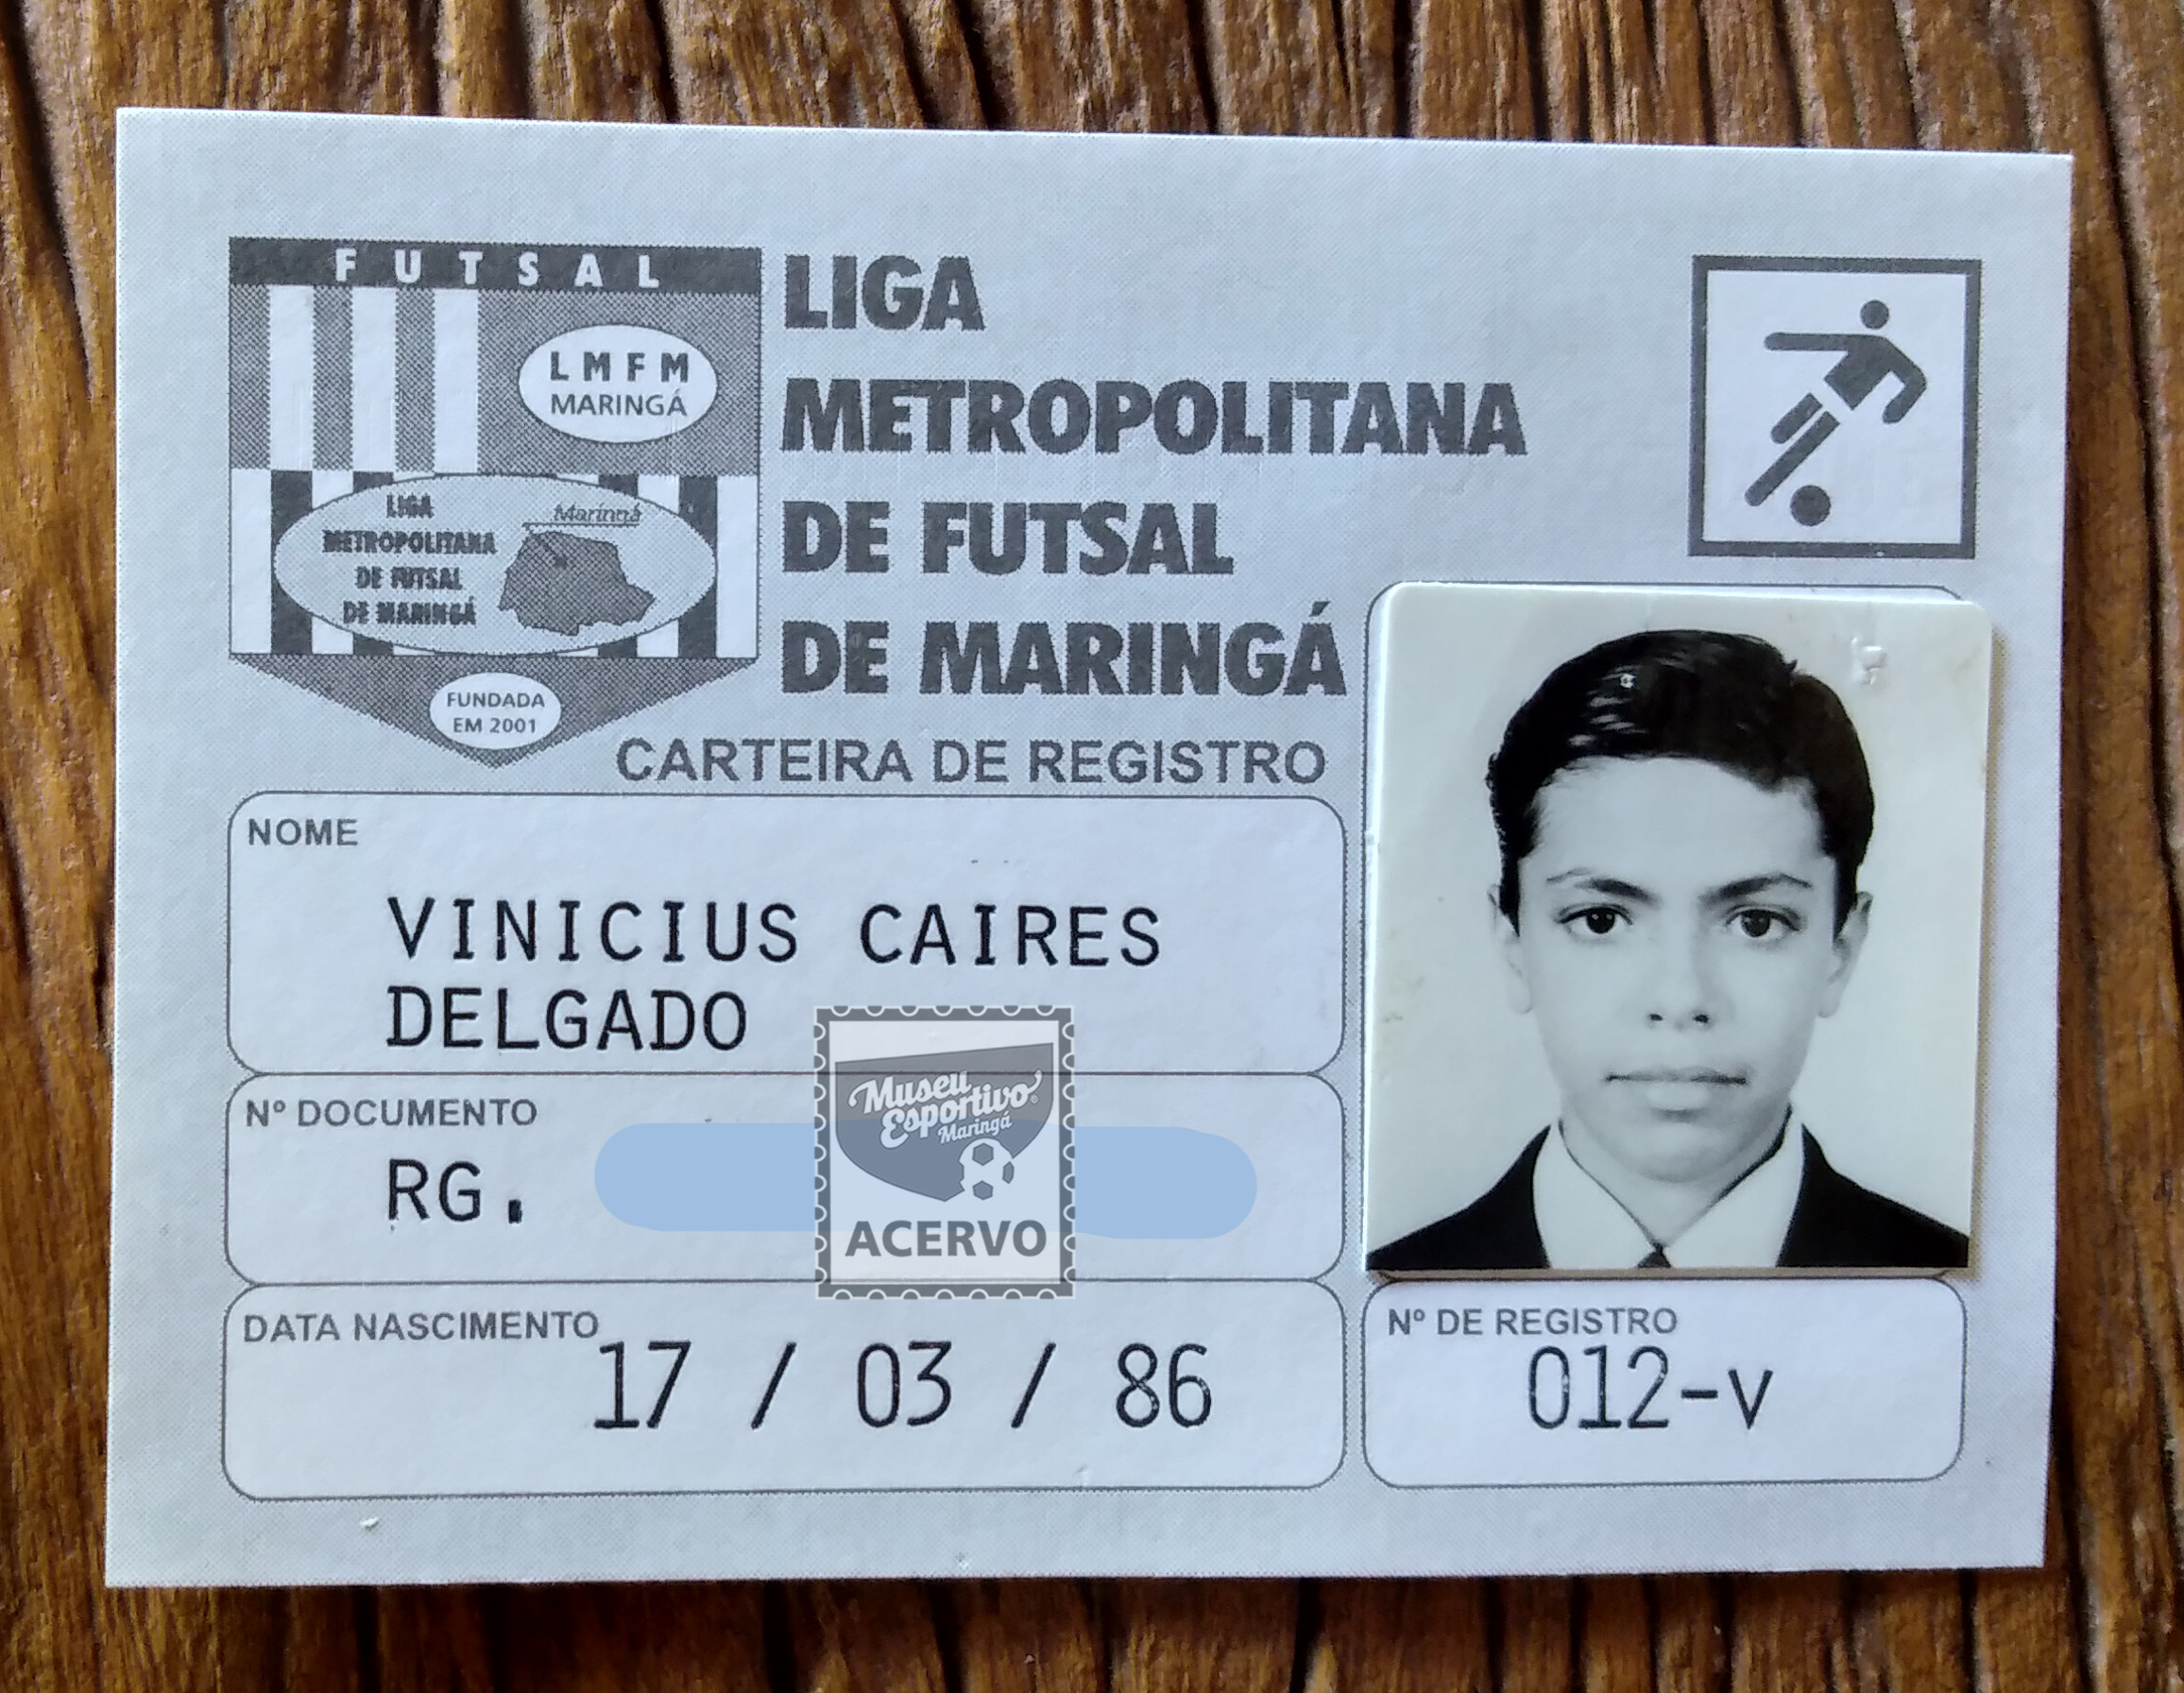 FUTSAL
LMFM
MARINGÁ
LIGA
METROPOLITANA
DE FUTSAL
DE MARINGÁ
Maringá
FUNDADA
EM 2001
LIGA
METROPOLITANA
DE FUTSAL
DE MARINGÁ
CARTEIRA DE REGISTRO
NOME
VINICIUS CAIRES
DELGADO
Nº DOCUMENTO
RG.
Museu
Esportivo
Maringá
ACERVO
DATA NASCIMENTO
17 / 03 / 86
Nº DE REGISTRO
012-v